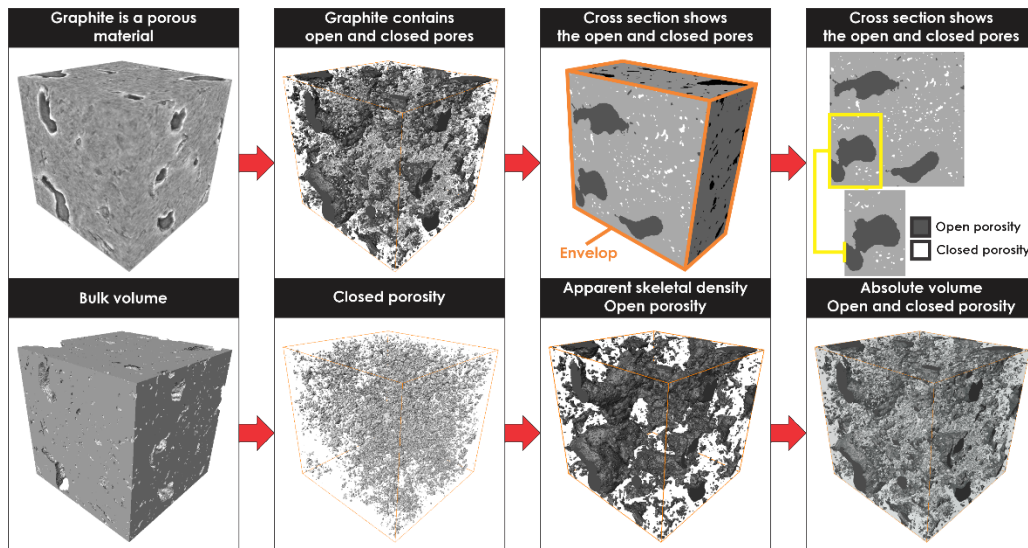 Graphite is a porous
material
Graphite contains
open and closed pores
Cross section shows
the open and closed pores
Cross section shows
the open and closed pores
Envelop
Open porosity
Closed porosity
Bulk volume
Closed porosity
Apparent skeletal density
Open porosity
Absolute volume
Open and closed porosity